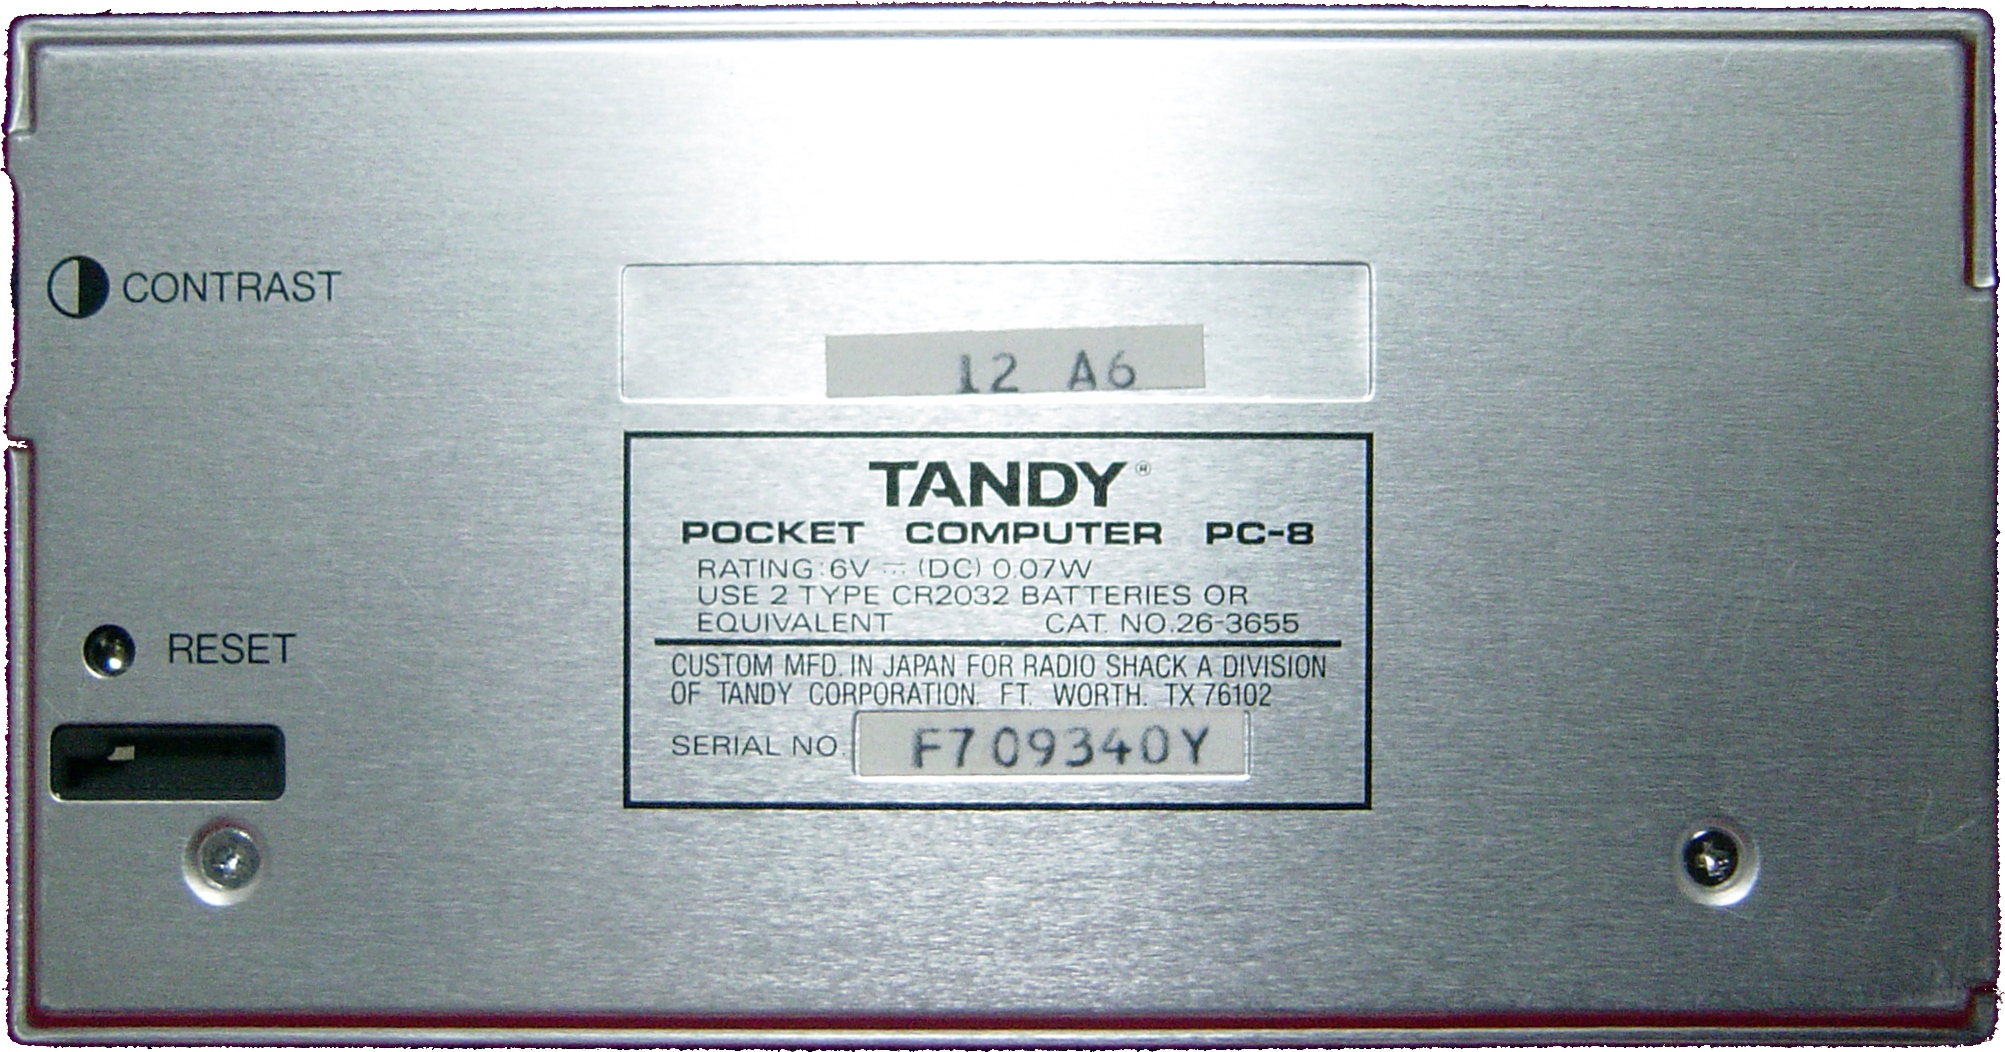 CONTRAST
12 A6
TANDY®
POCKET COMPUTER PC-8
RATING:6V ⎓ (DC) 0.07W
USE 2 TYPE CR2032 BATTERIES OR
EQUIVALENT CAT. NO.26-3655
RESET
CUSTOM MFD. IN JAPAN FOR RADIO SHACK A DIVISION
OF TANDY CORPORATION. FT. WORTH. TX 76102
SERIAL NO. F709340Y